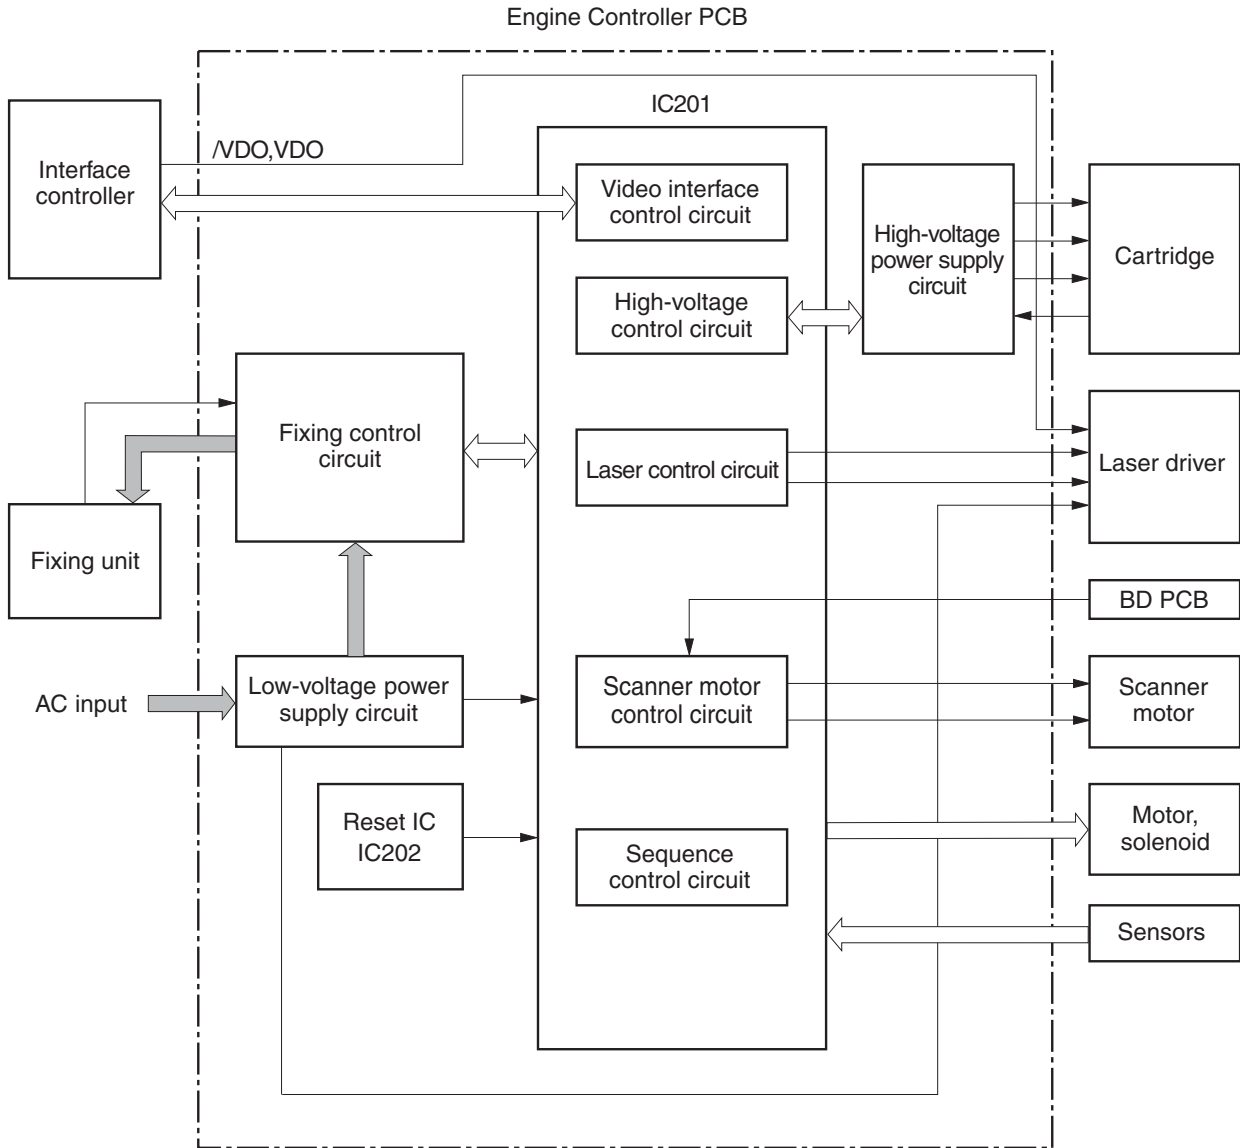 Engine Controller PCB
IC201
/VDO,VDO
Interface
controller
Video interface
control circuit
High-voltage
power supply
circuit
Cartridge
High-voltage
control circuit
Fixing control
circuit
Laser control circuit
Laser driver
Fixing unit
BD PCB
AC input
Low-voltage power
supply circuit
Scanner motor
control circuit
Scanner
motor
Reset IC
IC202
Motor,
solenoid
Sequence
control circuit
Sensors